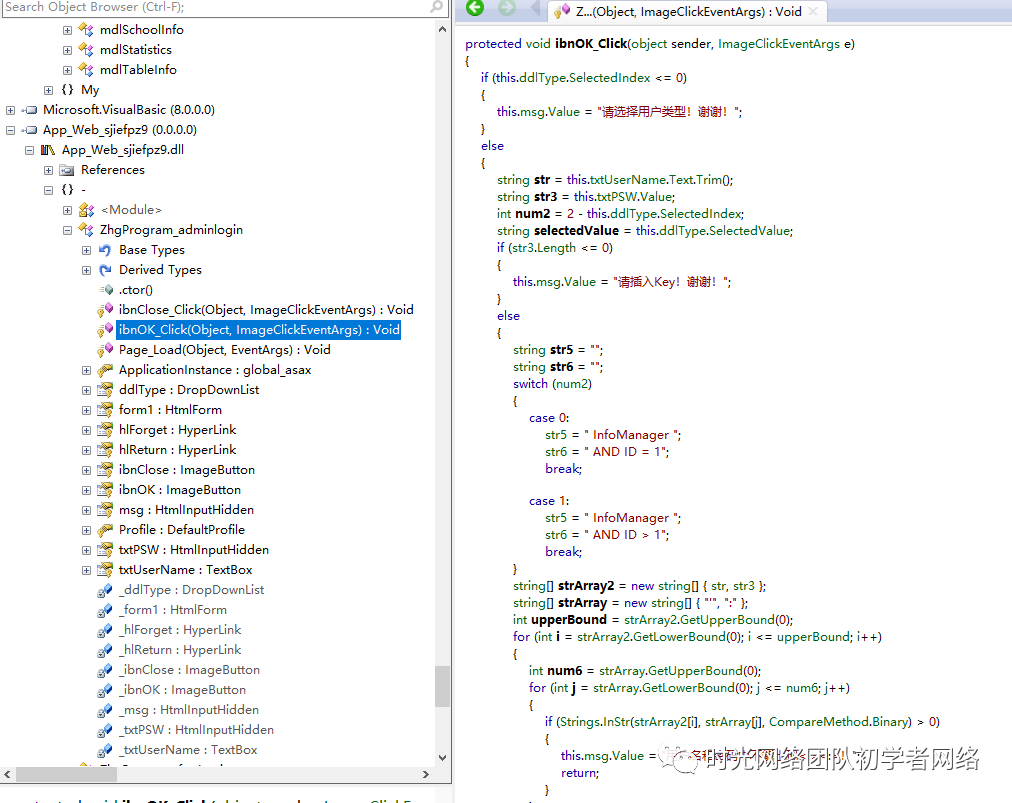 Search Object Browser (Ctrl-F);
mdlSchoolInfo
mdlStatistics
mdlTableInfo
{} My
Microsoft.VisualBasic (8.0.0.0)
App_Web_sjiefpz9 (0.0.0.0)
App_Web_sjiefpz9.dll
References
{} -
<Module>
ZhgProgram_adminlogin
Base Types
Derived Types
.ctor()
ibnClose_Click(Object, ImageClickEventArgs) : Void
ibnOK_Click(Object, ImageClickEventArgs) : Void
Page_Load(Object, EventArgs) : Void
ApplicationInstance : global_asax
ddlType : DropDownList
form1 : HtmlForm
hlForget : HyperLink
hlReturn : HyperLink
ibnClose : ImageButton
ibnOK : ImageButton
msg : HtmlInputHidden
Profile : DefaultProfile
txtPSW : HtmlInputHidden
txtUserName : TextBox
_ddlType : DropDownList
_form1 : HtmlForm
_hlForget : HyperLink
_hlReturn : HyperLink
_ibnClose : ImageButton
_ibnOK : ImageButton
_msg : HtmlInputHidden
_txtPSW : HtmlInputHidden
_txtUserName : TextBox
Z...(Object, ImageClickEventArgs) : Void
protected void ibnOK_Click(object sender, ImageClickEventArgs e)
{
if (this.ddlType.SelectedIndex <= 0)
{
this.msg.Value = "请选择用户类型！谢谢！";
}
else
{
string str = this.txtUserName.Text.Trim();
string str3 = this.txtPSW.Value;
int num2 = 2 - this.ddlType.SelectedIndex;
string selectedValue = this.ddlType.SelectedValue;
if (str3.Length <= 0)
{
this.msg.Value = "请插入Key！谢谢！";
}
else
{
string str5 = "";
string str6 = "";
switch (num2)
{
case 0:
str5 = " InfoManager ";
str6 = " AND ID = 1";
break;
case 1:
str5 = " InfoManager ";
str6 = " AND ID > 1";
break;
}
string[] strArray2 = new string[] { str, str3 };
string[] strArray = new string[] { "'", ":" };
int upperBound = strArray2.GetUpperBound(0);
for (int i = strArray2.GetLowerBound(0); i <= upperBound; i++)
{
int num6 = strArray.GetUpperBound(0);
for (int j = strArray.GetLowerBound(0); j <= num6; j++)
{
if (Strings.InStr(strArray2[i], strArray[j], CompareMethod.Binary) > 0)
{
this.msg.Value =
时光网络团队初学者网络
return;
}